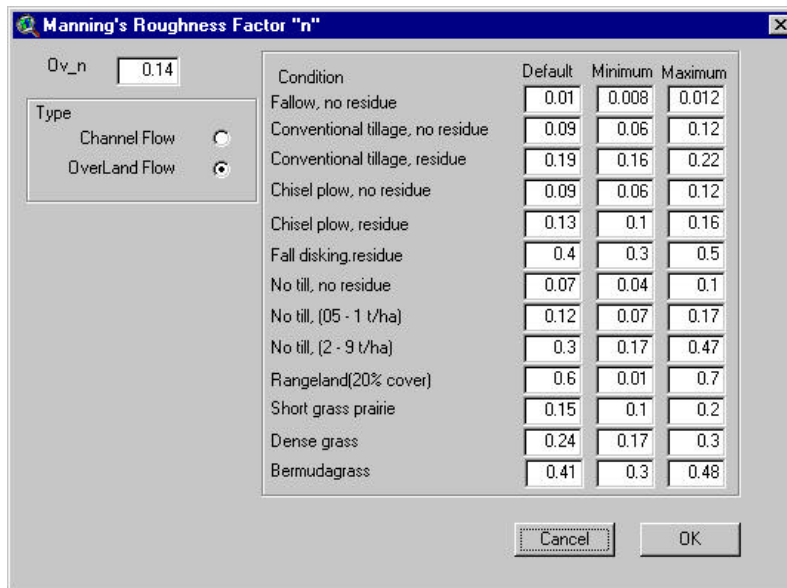 Manning's Roughness Factor "n"
Ov_n 0.14
Type
Channel Flow
OverLand Flow
Condition Default Minimum Maximum
Fallow, no residue 0.01 0.008 0.012
Conventional tillage, no residue 0.09 0.06 0.12
Conventional tillage, residue 0.19 0.16 0.22
Chisel plow, no residue 0.09 0.06 0.12
Chisel plow, residue 0.13 0.1 0.16
Fall disking.residue 0.4 0.3 0.5
No till, no residue 0.07 0.04 0.1
No till, (05 - 1 t/ha) 0.12 0.07 0.17
No till, (2 - 9 t/ha) 0.3 0.17 0.47
Rangeland(20% cover) 0.6 0.01 0.7
Short grass prairie 0.15 0.1 0.2
Dense grass 0.24 0.17 0.3
Bermudagrass 0.41 0.3 0.48
Cancel OK